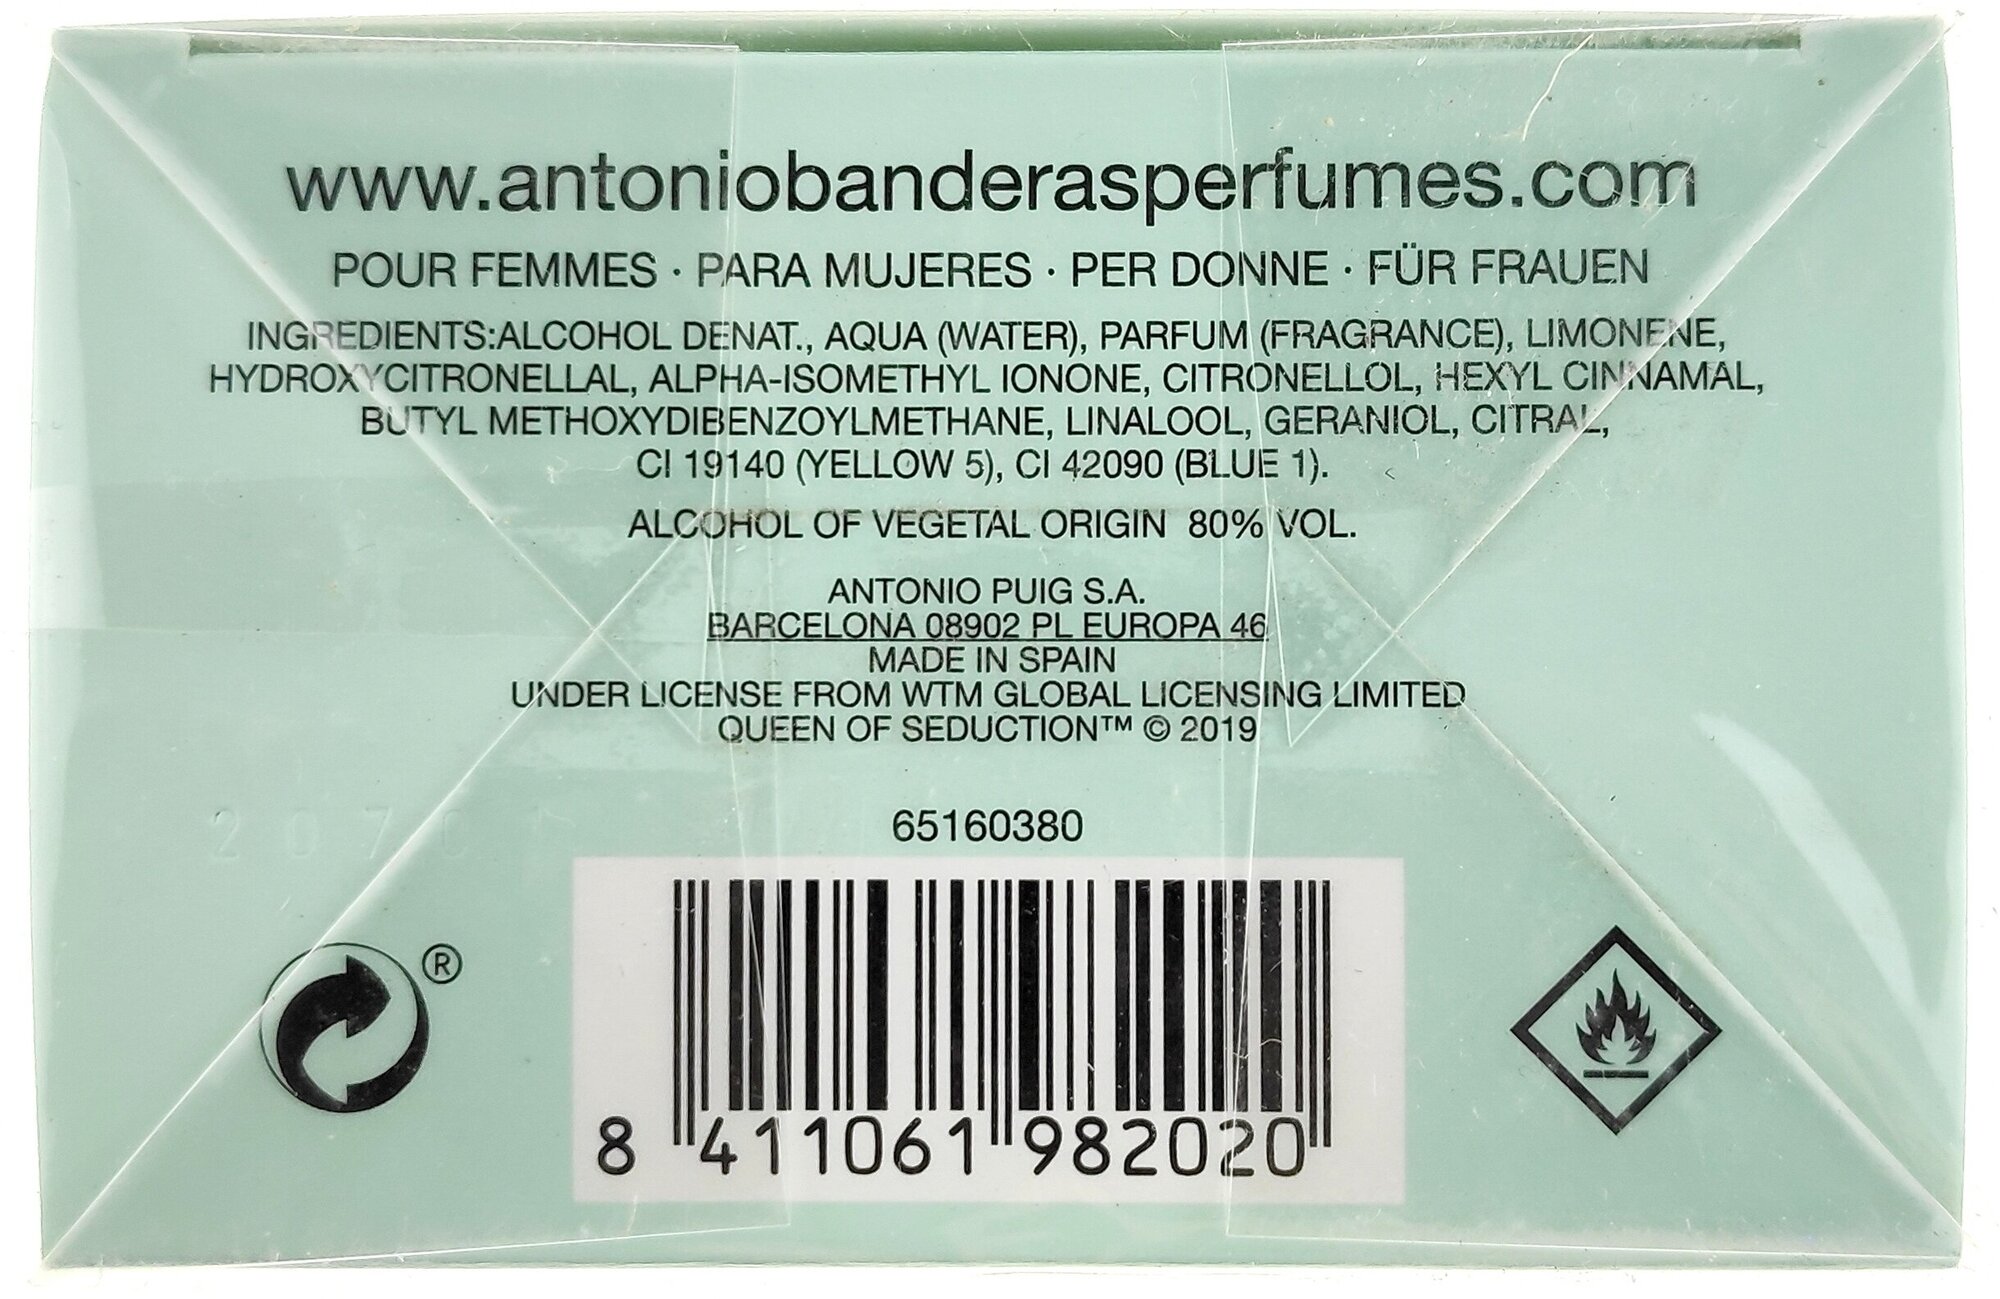 www.antoniobanderasperfumes.com
POUR FEMMES · PARA MUJERES · PER DONNE · FÜR FRAUEN
INGREDIENTS:ALCOHOL DENAT., AQUA (WATER), PARFUM (FRAGRANCE), LIMONENE,
HYDROXYCITRONELLAL, ALPHA-ISOMETHYL IONONE, CITRONELLOL, HEXYL CINNAMAL,
BUTYL METHOXYDIBENZOYLMETHANE, LINALOOL, GERANIOL, CITRAL,
CI 19140 (YELLOW 5), CI 42090 (BLUE 1).
ALCOHOL OF VEGETAL ORIGIN 80% VOL.
ANTONIO PUIG S.A.
BARCELONA 08902 PL EUROPA 46
MADE IN SPAIN
UNDER LICENSE FROM WTM GLOBAL LICENSING LIMITED
QUEEN OF SEDUCTION™ © 2019
65160380
®
8 411061 982020